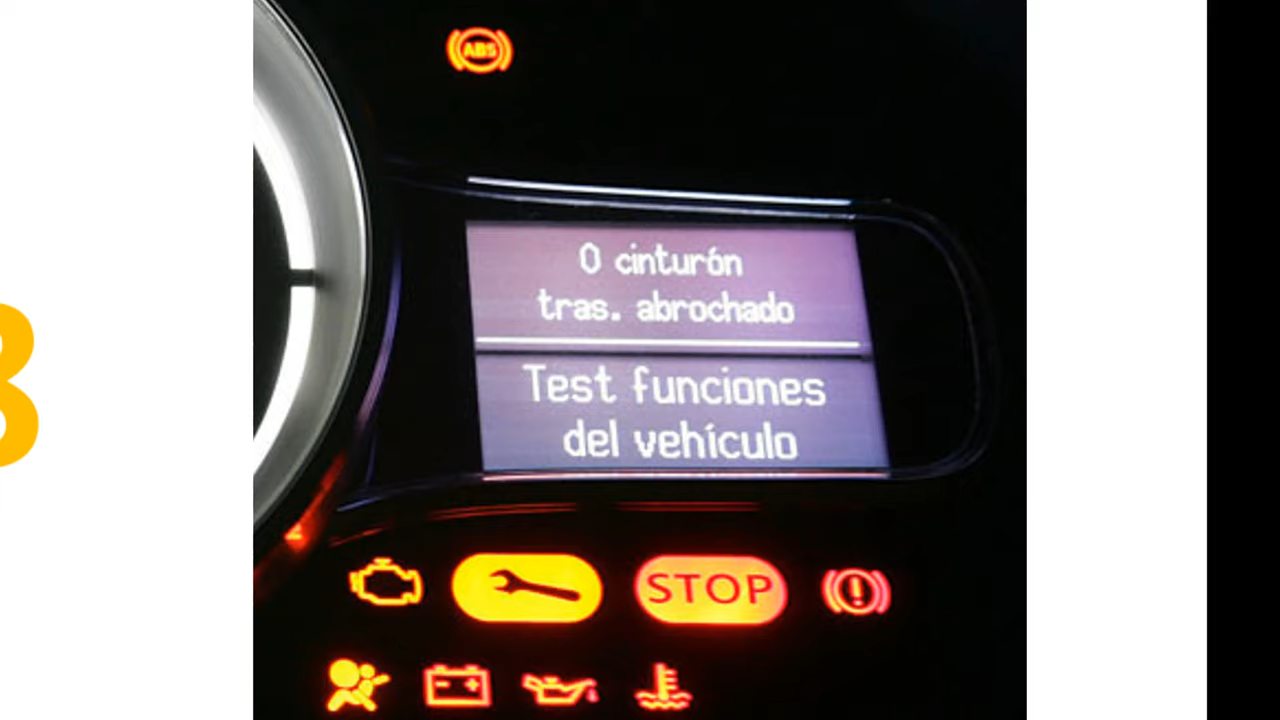 ABS
0 cinturón
tras. abrochado
Test funciones
del vehículo
STOP